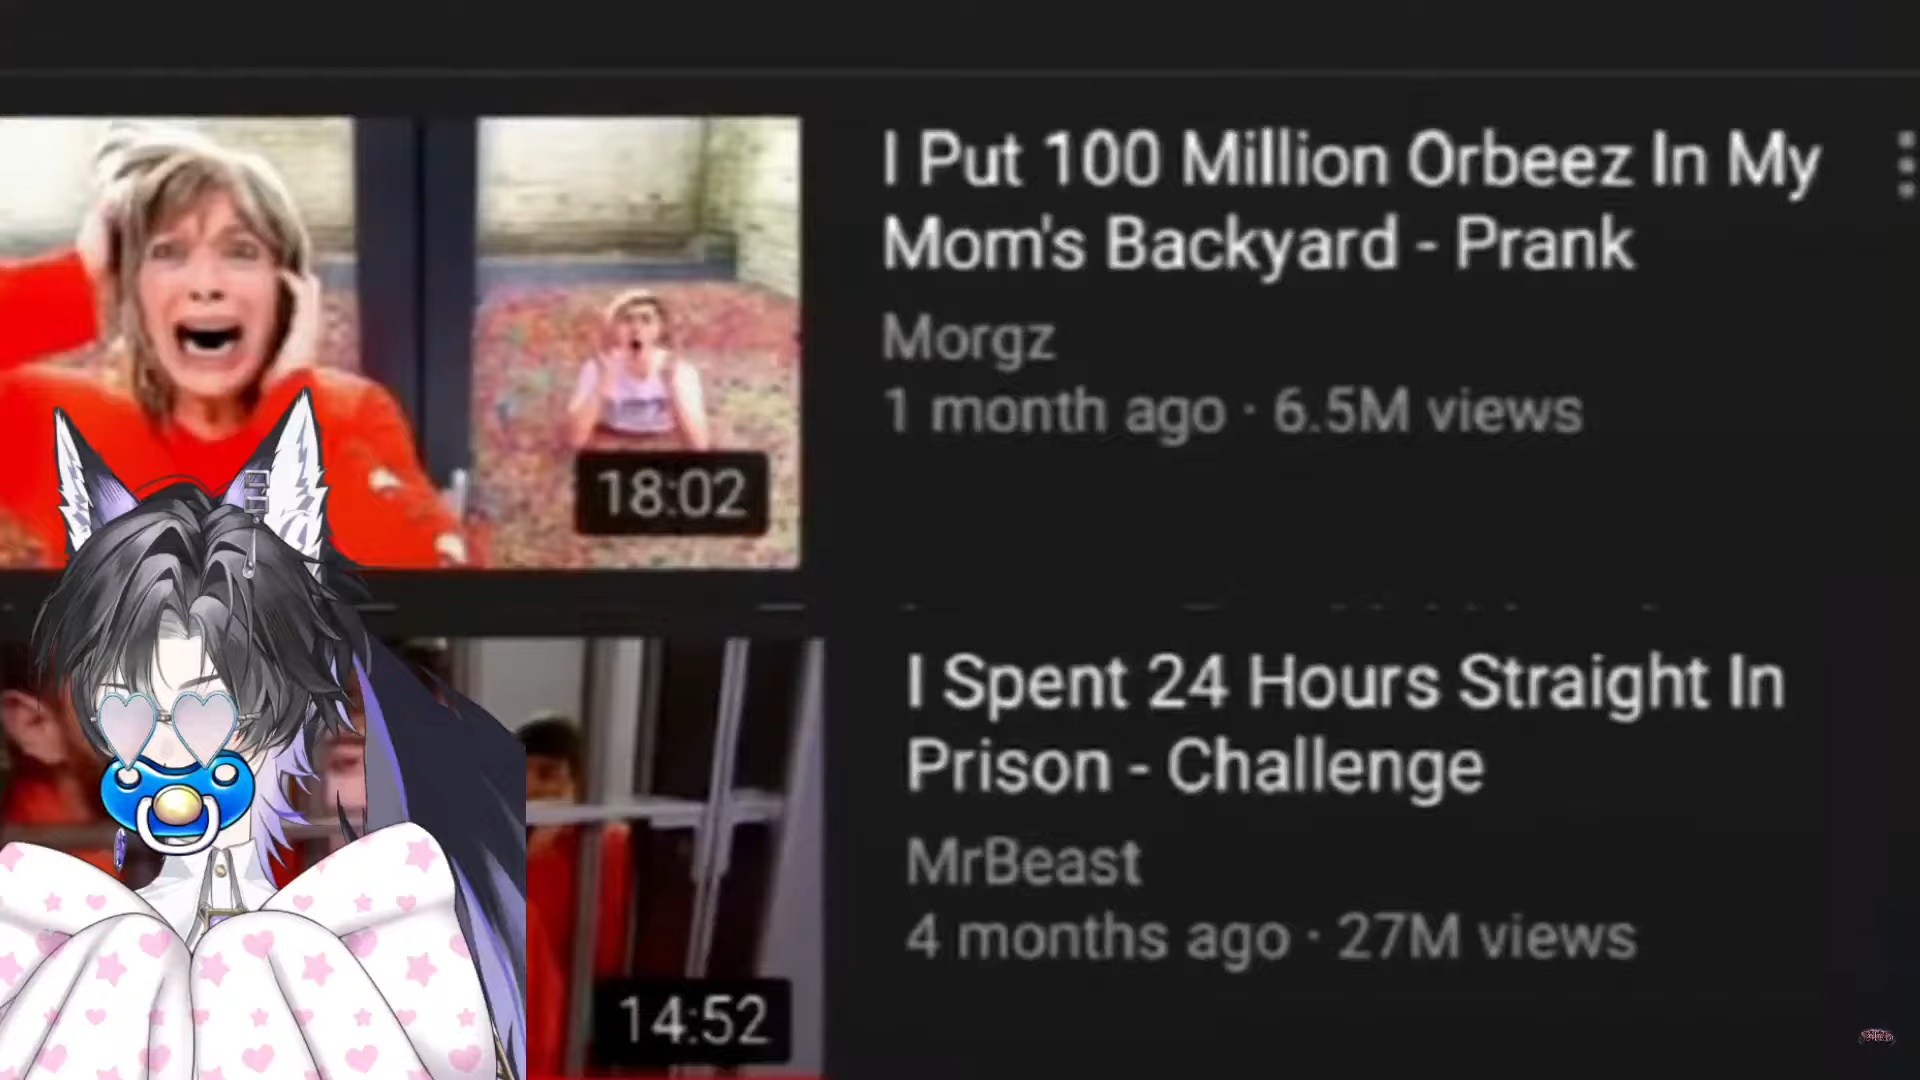 I Put 100 Million Orbeez In My
Mom's Backyard - Prank
Morgz
1 month ago · 6.5M views
18:02
I Spent 24 Hours Straight In
Prison - Challenge
MrBeast
4 months ago · 27M views
14:52